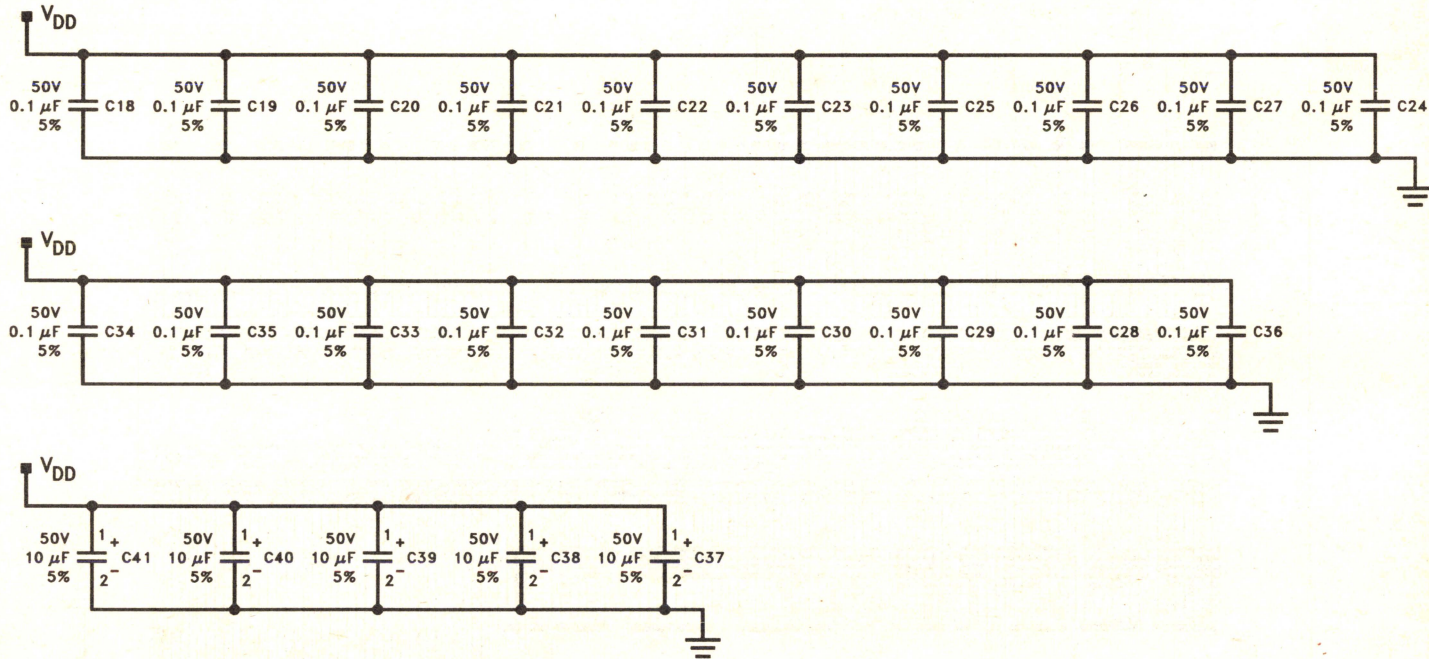 VDD
50V 50V 50V 50V 50V 50V 50V 50V 50V 50V
0.1 µF C18 0.1 µF C19 0.1 µF C20 0.1 µF C21 0.1 µF C22 0.1 µF C23 0.1 µF C25 0.1 µF C26 0.1 µF C27 0.1 µF C24
5% 5% 5% 5% 5% 5% 5% 5% 5% 5%
VDD
50V 50V 50V 50V 50V 50V 50V 50V 50V
0.1 µF C34 0.1 µF C35 0.1 µF C33 0.1 µF C32 0.1 µF C31 0.1 µF C30 0.1 µF C29 0.1 µF C28 0.1 µF C36
5% 5% 5% 5% 5% 5% 5% 5% 5%
VDD
50V 1+ 50V 1+ 50V 1+ 50V 1+ 50V 1+
10 µF C41 10 µF C40 10 µF C39 10 µF C38 10 µF C37
5% 2- 5% 2- 5% 2- 5% 2- 5% 2-